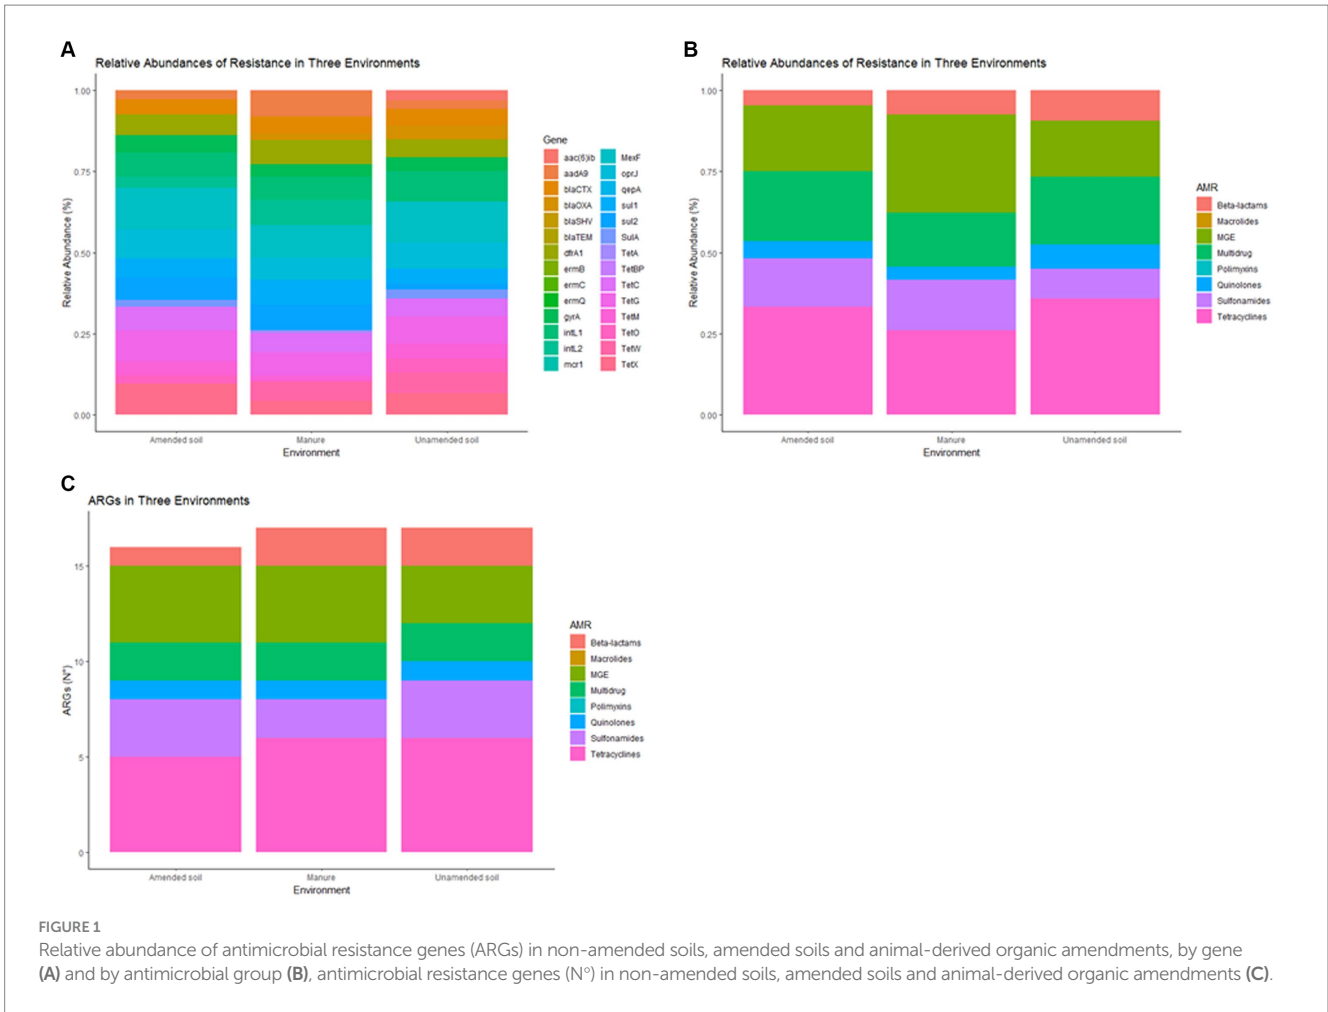 A
Relative Abundances of Resistance in Three Environments
Relative Abundance (%)
1.00
0.75
0.50
0.25
0.00
Amended soil
Manure
Unamended soil
Environment
Gene
aac(6)Ib
aadA9
blaCTX
blaOXA
blaSHV
blaTEM
dfrA1
ermB
ermC
ermQ
gyrA
intL1
intL2
mcr1
MexF
oprJ
qepA
sul1
sul2
SulA
TetA
TetBP
TetC
TetG
TetM
TetO
TetW
TetX
B
Relative Abundances of Resistance in Three Environments
Relative Abundance (%)
1.00
0.75
0.50
0.25
0.00
Amended soil
Manure
Unamended soil
Environment
AMR
Beta-lactams
Macrolides
MGE
Multidrug
Polimyxins
Quinolones
Sulfonamides
Tetracyclines
C
ARGs in Three Environments
ARGs (N°)
15
10
5
0
Amended soil
Manure
Unamended soil
Environment
AMR
Beta-lactams
Macrolides
MGE
Multidrug
Polimyxins
Quinolones
Sulfonamides
Tetracyclines
FIGURE 1
Relative abundance of antimicrobial resistance genes (ARGs) in non-amended soils, amended soils and animal-derived organic amendments, by gene
(A) and by antimicrobial group (B), antimicrobial resistance genes (N°) in non-amended soils, amended soils and animal-derived organic amendments (C).